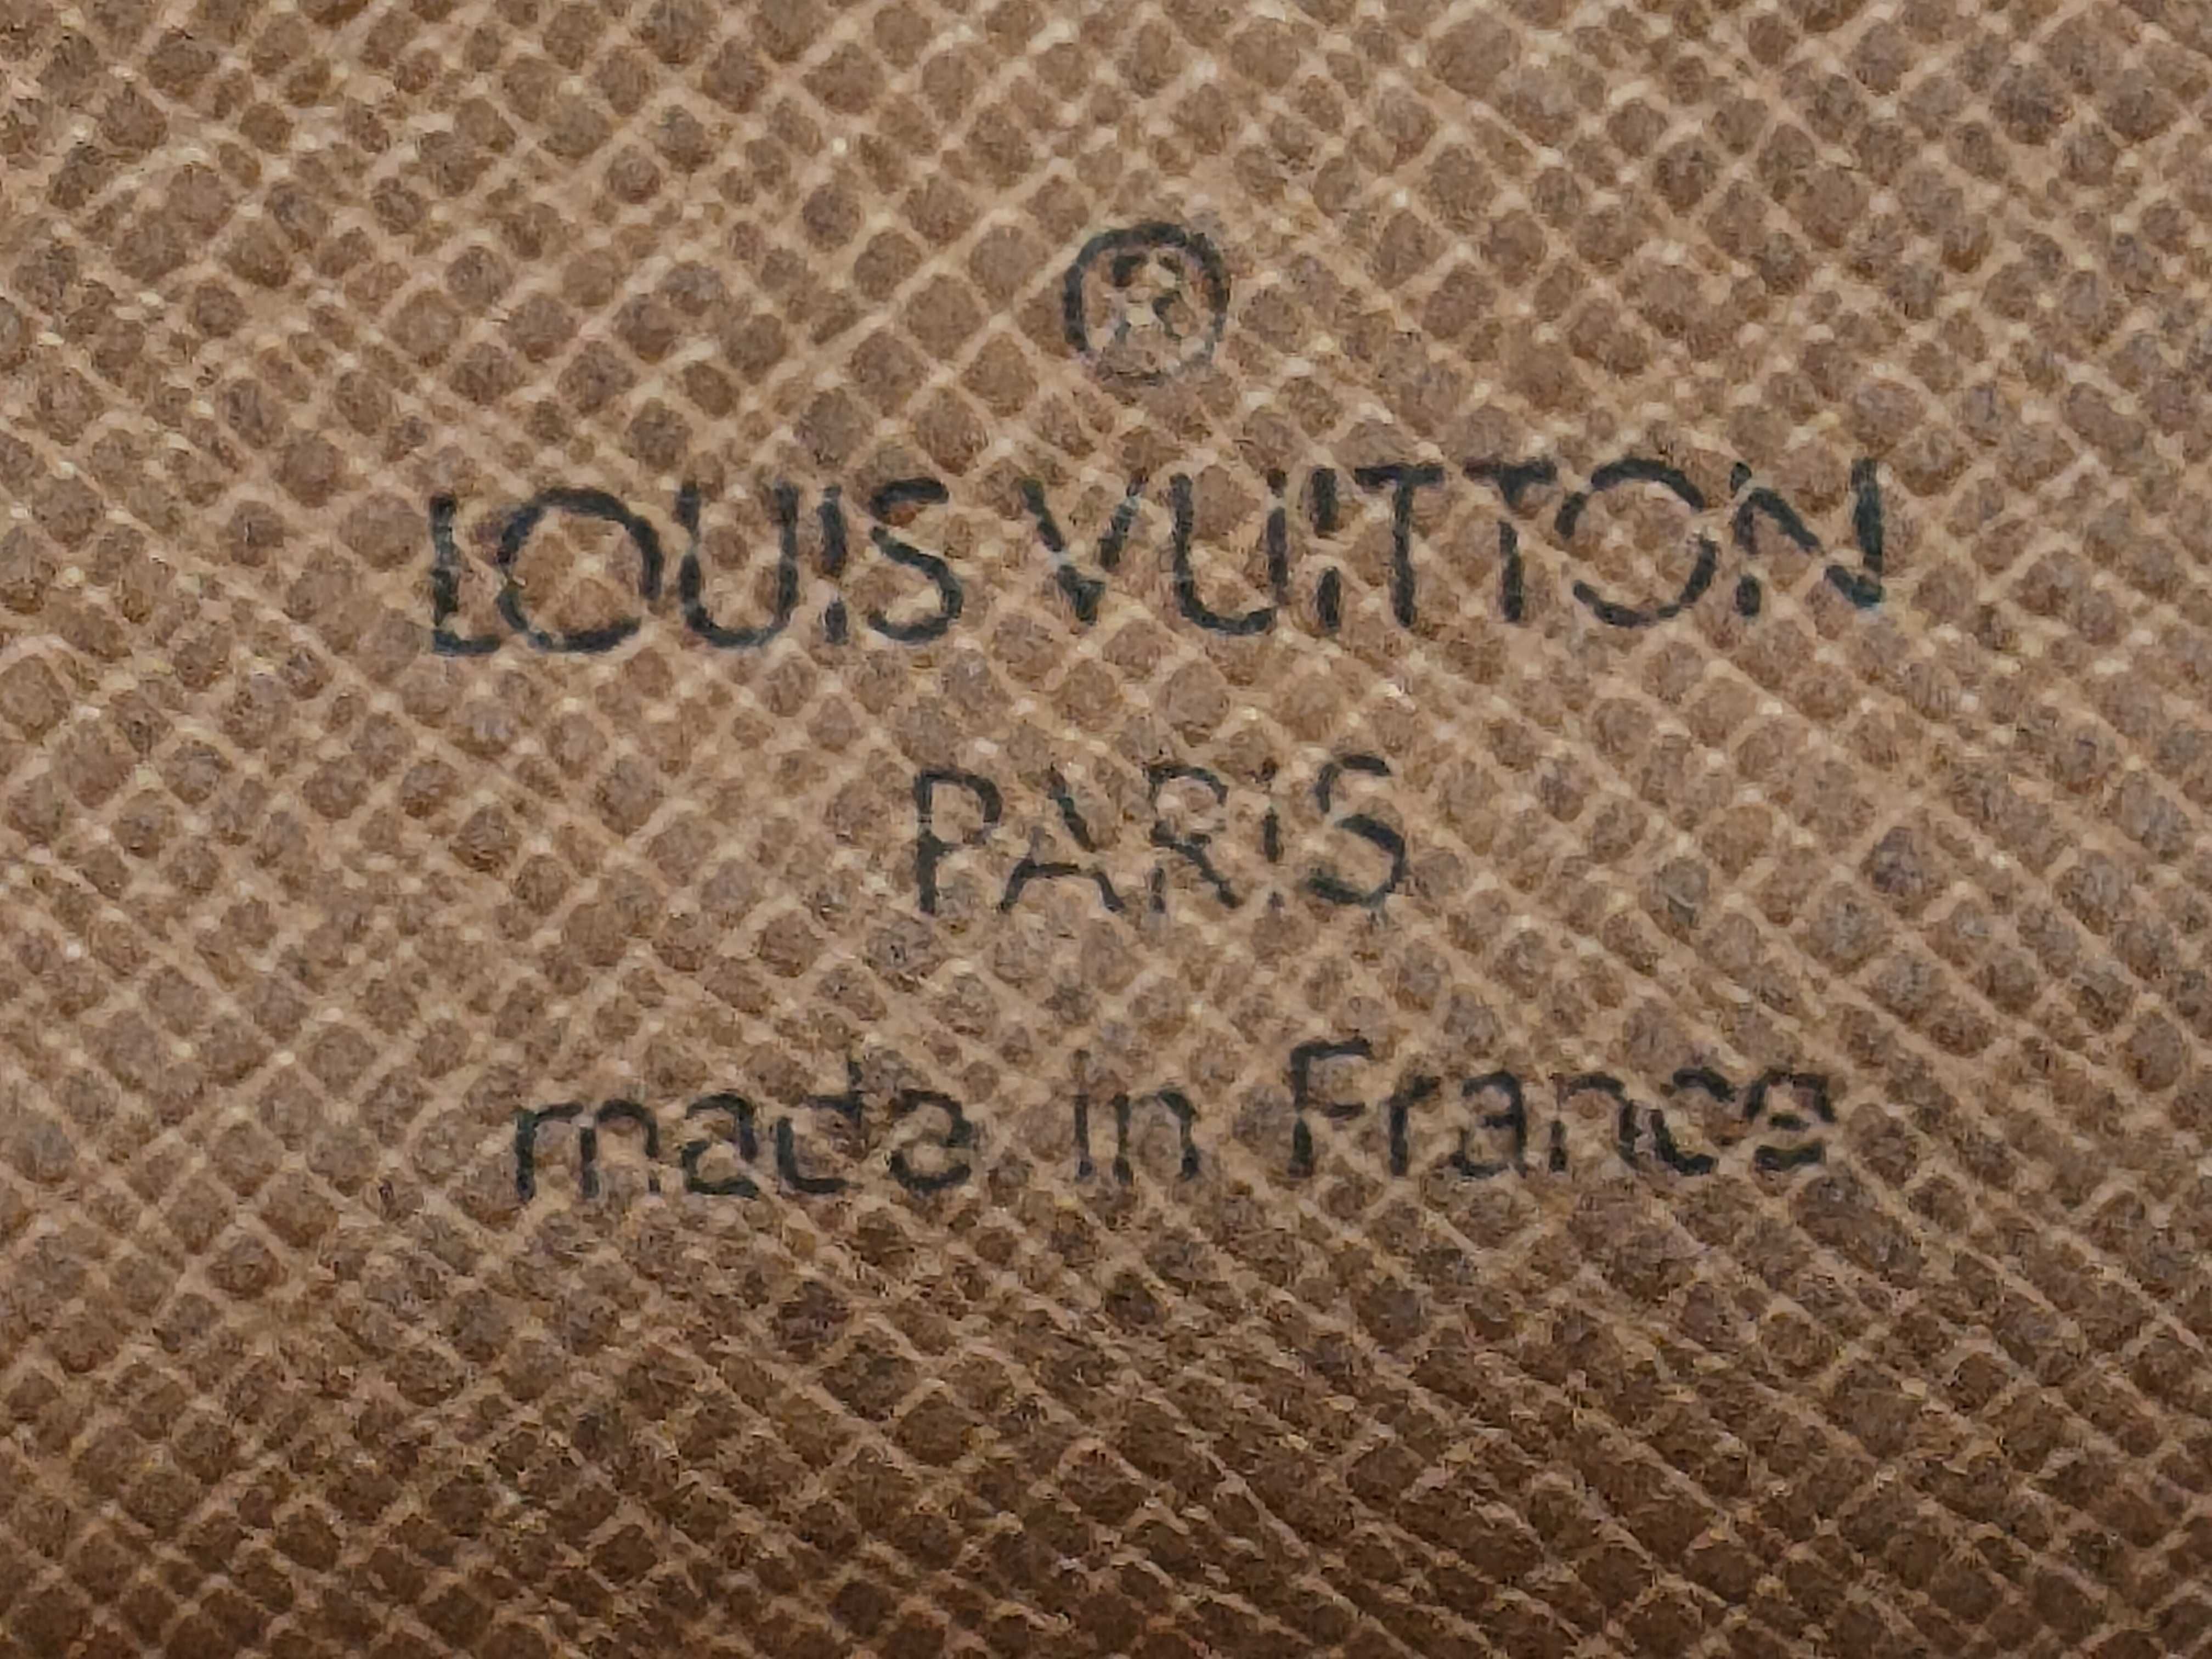 ®
LOUIS VUITTON
PARIS
made in France